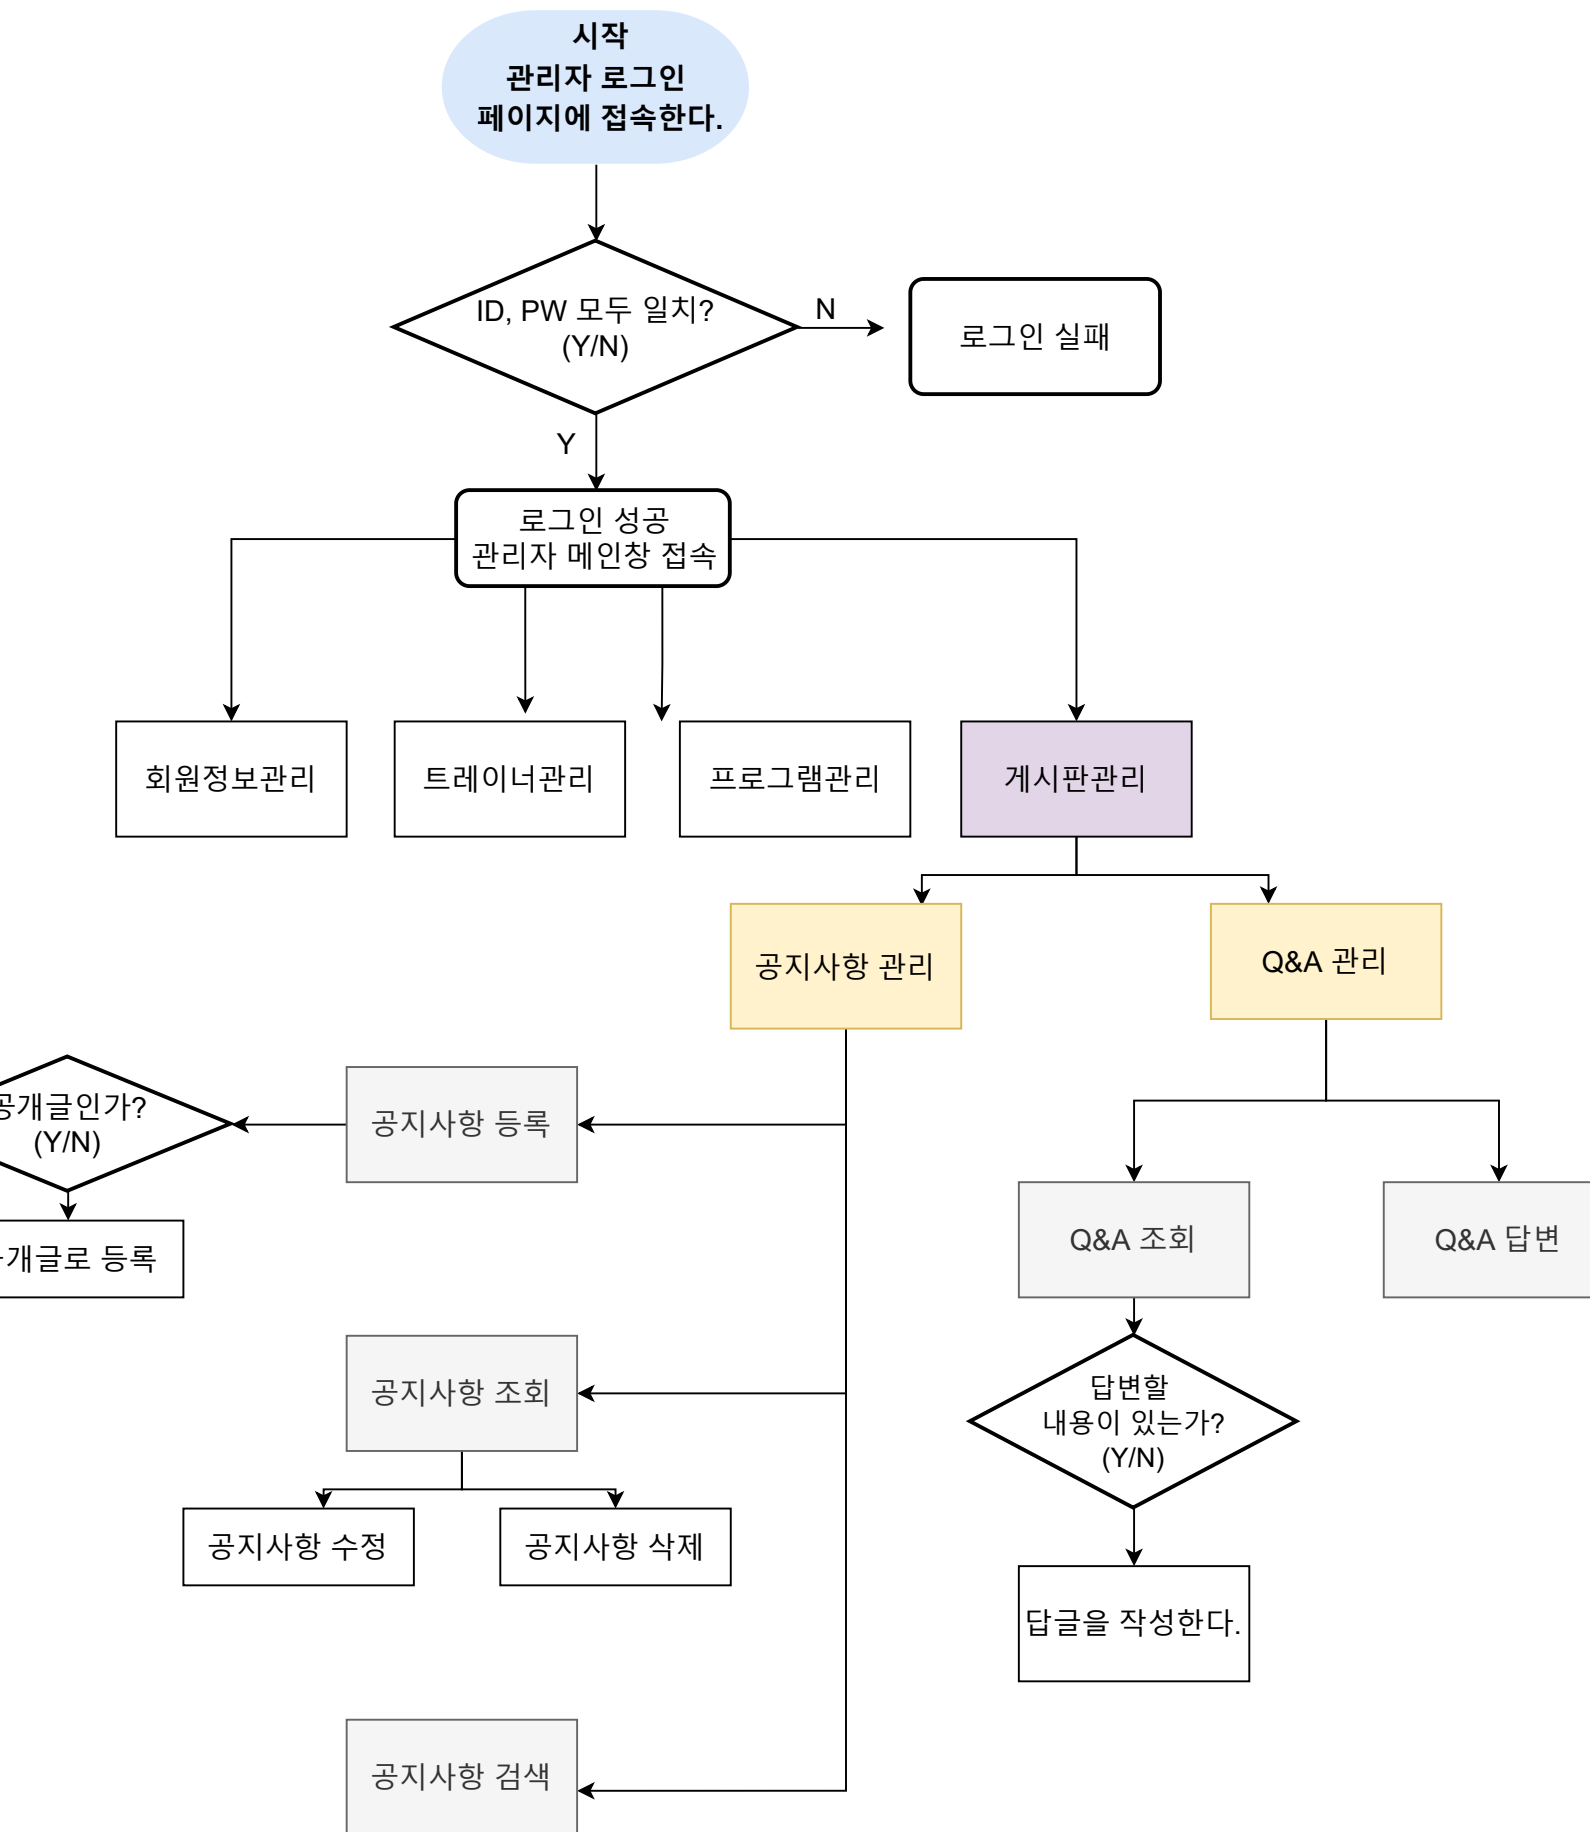 시작
관리자 로그인
페이지에 접속한다.
ID, PW 모두 일치?
(Y/N)
N
로그인 실패
Y
로그인 성공
관리자 메인창 접속
회원정보관리
트레이너관리
프로그램관리
게시판관리
공지사항 관리
Q&A 관리
공개글인가?
(Y/N)
공지사항 등록
개글로 등록
Q&A 조회
Q&A 답변
공지사항 조회
답변할
내용이 있는가?
(Y/N)
공지사항 수정
공지사항 삭제
답글을 작성한다.
공지사항 검색